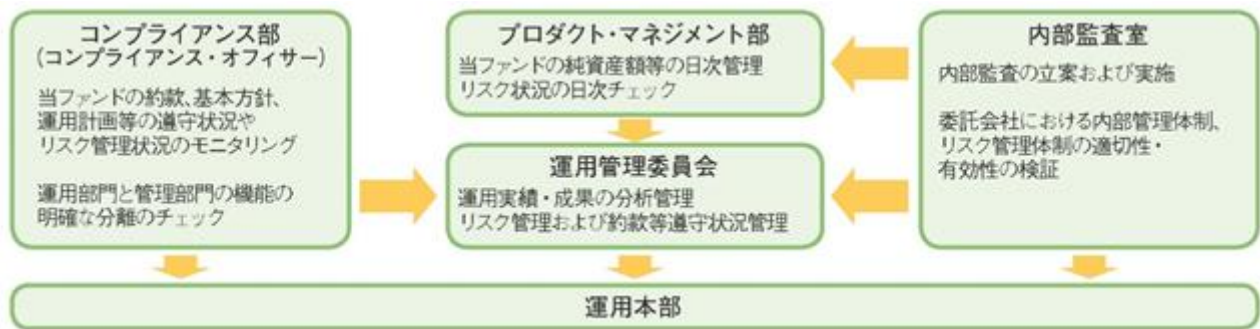 コンプライアンス部
(コンプライアンス・オフィサー)
当ファンドの約款、基本方針、
運用計画等の遵守状況や
リスク管理状況のモニタリング
運用部門と管理部門の機能の
明確な分離のチェック
プロダクト・マネジメント部
当ファンドの純資産額等の日次管理
リスク状況の日次チェック
運用管理委員会
運用実績・成果の分析管理
リスク管理および約款等遵守状況管理
内部監査室
内部監査の立案および実施
委託会社における内部管理体制、
リスク管理体制の適切性・
有効性の検証
運用本部